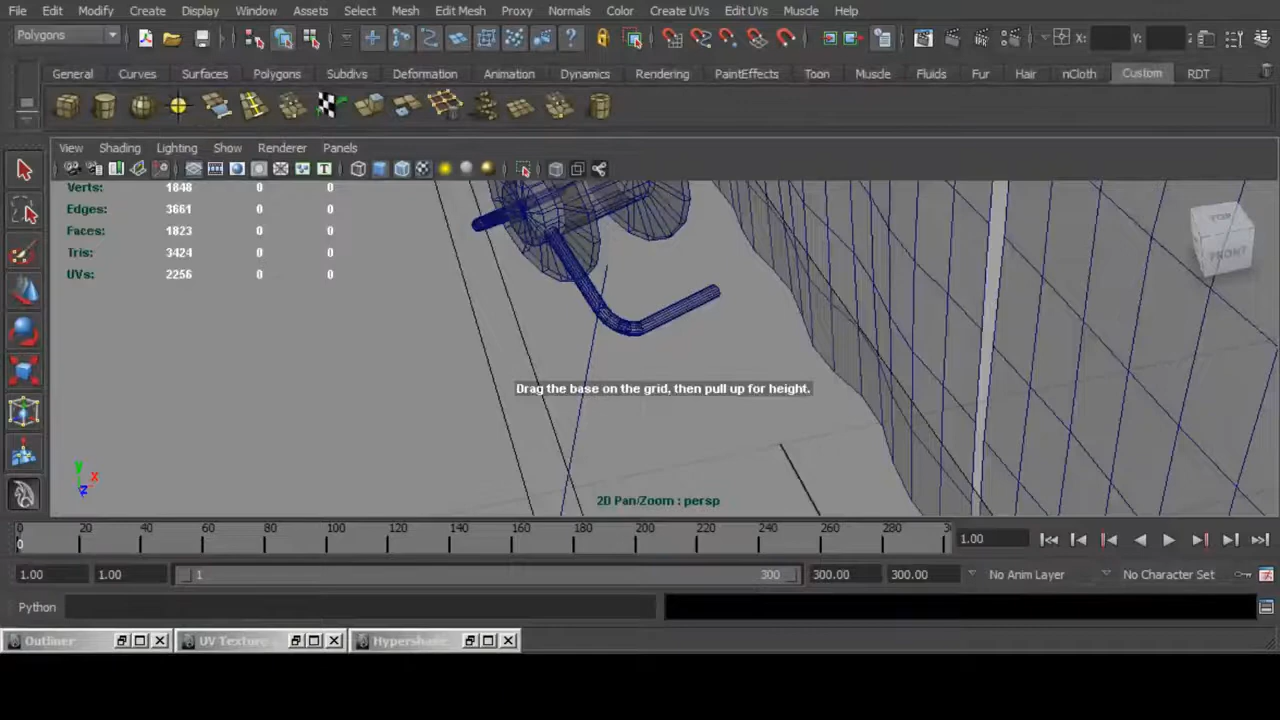 File Edit Modify Create Display Window Assets Select Mesh Edit Mesh Proxy Normals Color Create UVs Edit UVs Muscle Help
Polygons X: Y:
General Curves Surfaces Polygons Subdivs Deformation Animation Dynamics Rendering PaintEffects Toon Muscle Fluids Fur Hair nCloth Custom RDT
View Shading Lighting Show Renderer Panels
Verts: 1848 0 0
Edges: 3661 0 0
Faces: 1823 0 0
Tris: 3424 0 0
UVs: 2256 0 0
TOP
FRONT
Drag the base on the grid, then pull up for height.
y
x
z
2D Pan/Zoom : persp
0 20 40 60 80 100 120 140 160 180 200 220 240 260 280
0
1.00
1.00 1.00 1 300 300.00 300.00 No Anim Layer No Character Set
Python
Outliner UV Texture Hypershade